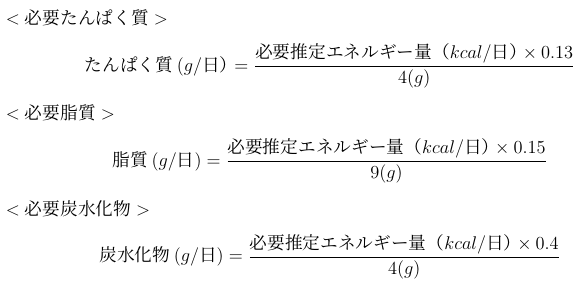 ＜必要たんぱく質＞
たんぱく質 (g/日) = 必要推定エネルギー量（kcal/日）× 0.13 / 4(g)
＜必要脂質＞
脂質 (g/日) = 必要推定エネルギー量（kcal/日）× 0.15 / 9(g)
＜必要炭水化物＞
炭水化物 (g/日) = 必要推定エネルギー量（kcal/日）× 0.4 / 4(g)